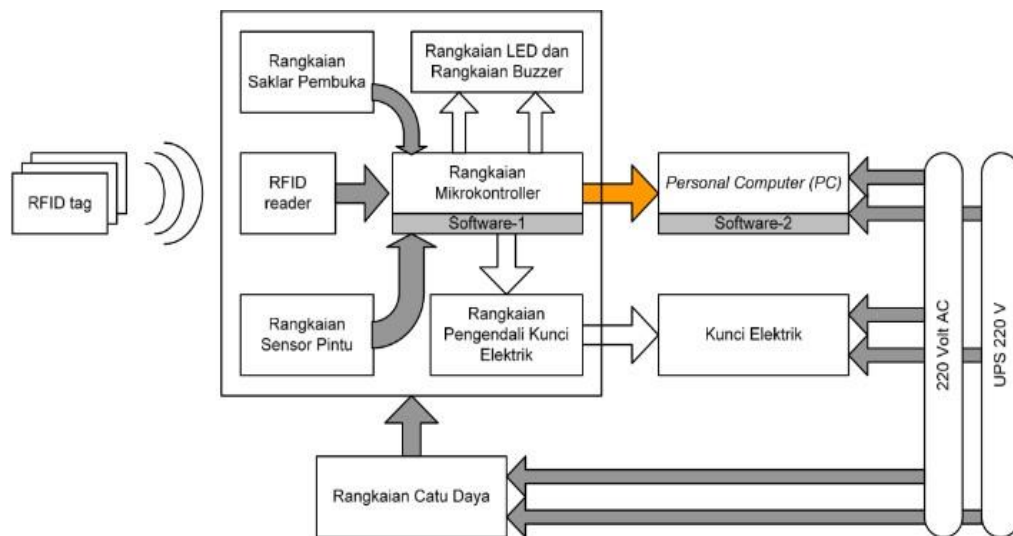 Rangkaian
Saklar Pembuka
Rangkaian LED dan
Rangkaian Buzzer
RFID tag
RFID
reader
Rangkaian
Mikrokontroller
Software-1
Personal Computer (PC)
Software-2
Rangkaian
Sensor Pintu
Rangkaian
Pengendali Kunci
Elektrik
Kunci Elektrik
220 Volt AC
UPS 220 V
Rangkaian Catu Daya